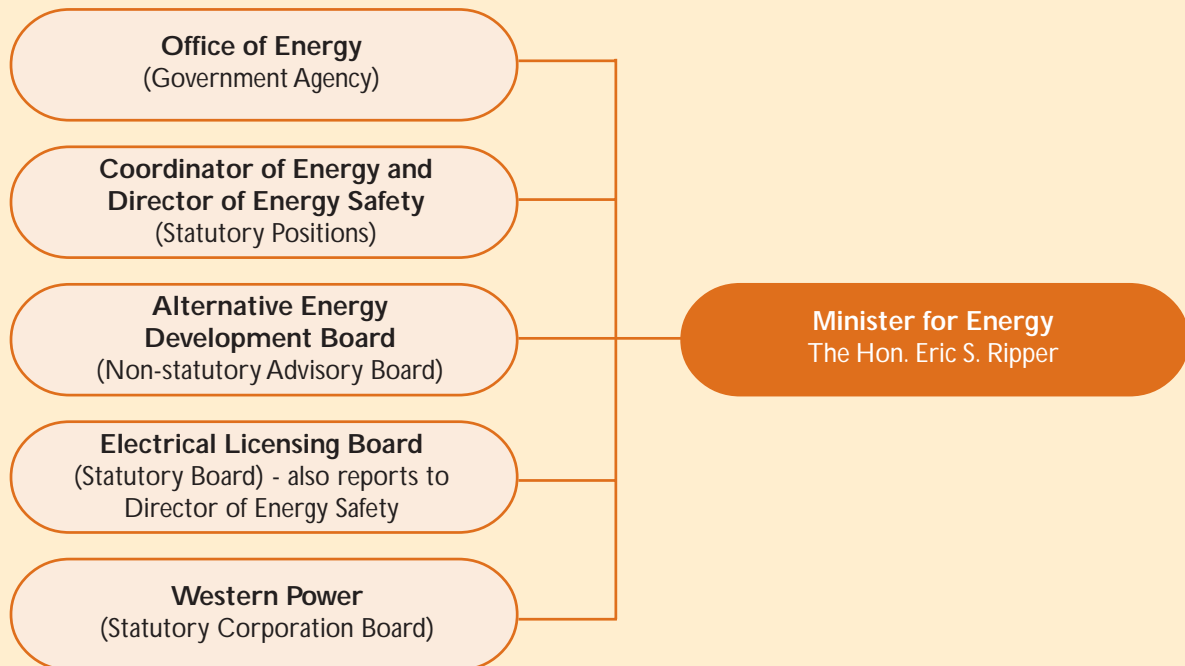 Office of Energy
(Government Agency)
Coordinator of Energy and
Director of Energy Safety
(Statutory Positions)
Alternative Energy
Development Board
(Non-statutory Advisory Board)
Electrical Licensing Board
(Statutory Board) - also reports to
Director of Energy Safety
Western Power
(Statutory Corporation Board)
Minister for Energy
The Hon. Eric S. Ripper